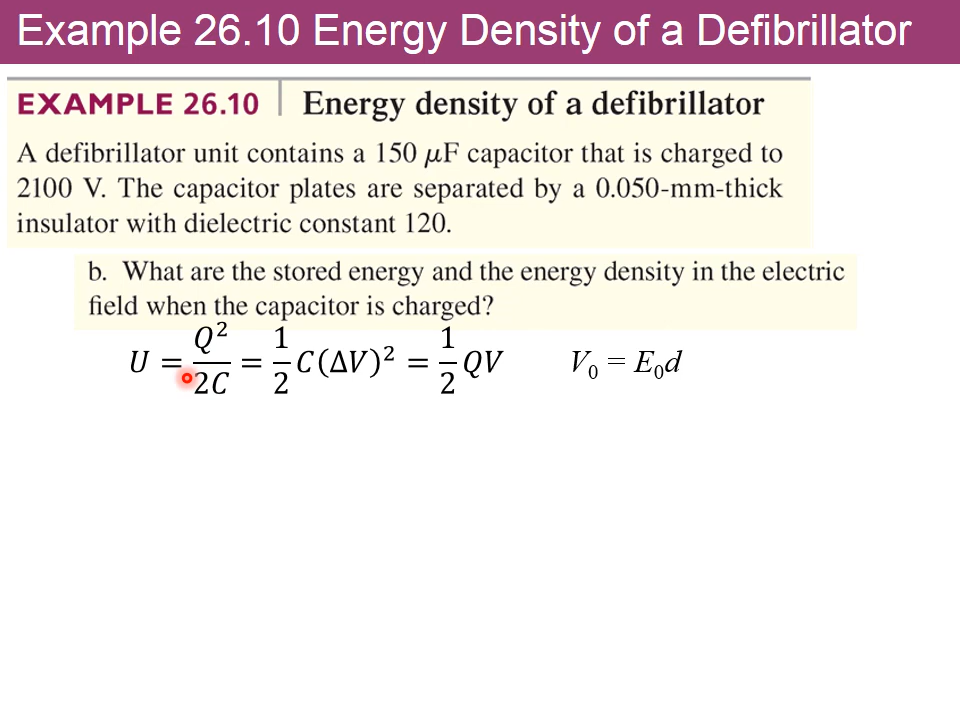 Example 26.10 Energy Density of a Defibrillator
EXAMPLE 26.10 | Energy density of a defibrillator
A defibrillator unit contains a 150 μF capacitor that is charged to
2100 V. The capacitor plates are separated by a 0.050-mm-thick
insulator with dielectric constant 120.
b. What are the stored energy and the energy density in the electric
field when the capacitor is charged?
U = Q²/2C = 1/2 C(ΔV)² = 1/2 QV V₀ = E₀d